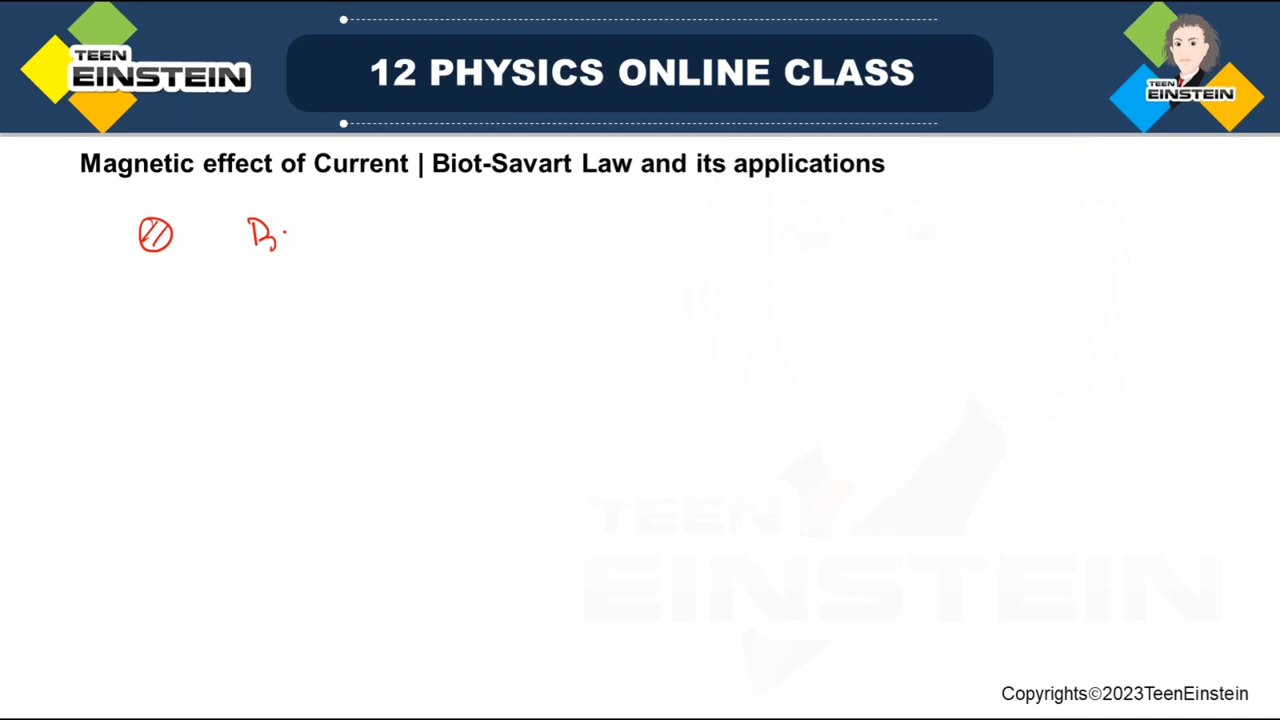 TEEN
EINSTEIN
12 PHYSICS ONLINE CLASS
TEEN
EINSTEIN
Magnetic effect of Current | Biot-Savart Law and its applications
B
TEEN
EINSTEIN
Copyrights©2023TeenEinstein